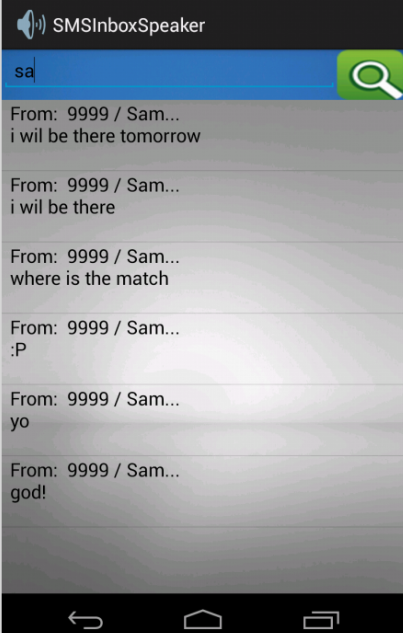 SMSInboxSpeaker
sa
From:  9999 / Sam...
i wil be there tomorrow
From:  9999 / Sam...
i wil be there
From:  9999 / Sam...
where is the match
From:  9999 / Sam...
:P
From:  9999 / Sam...
yo
From:  9999 / Sam...
god!